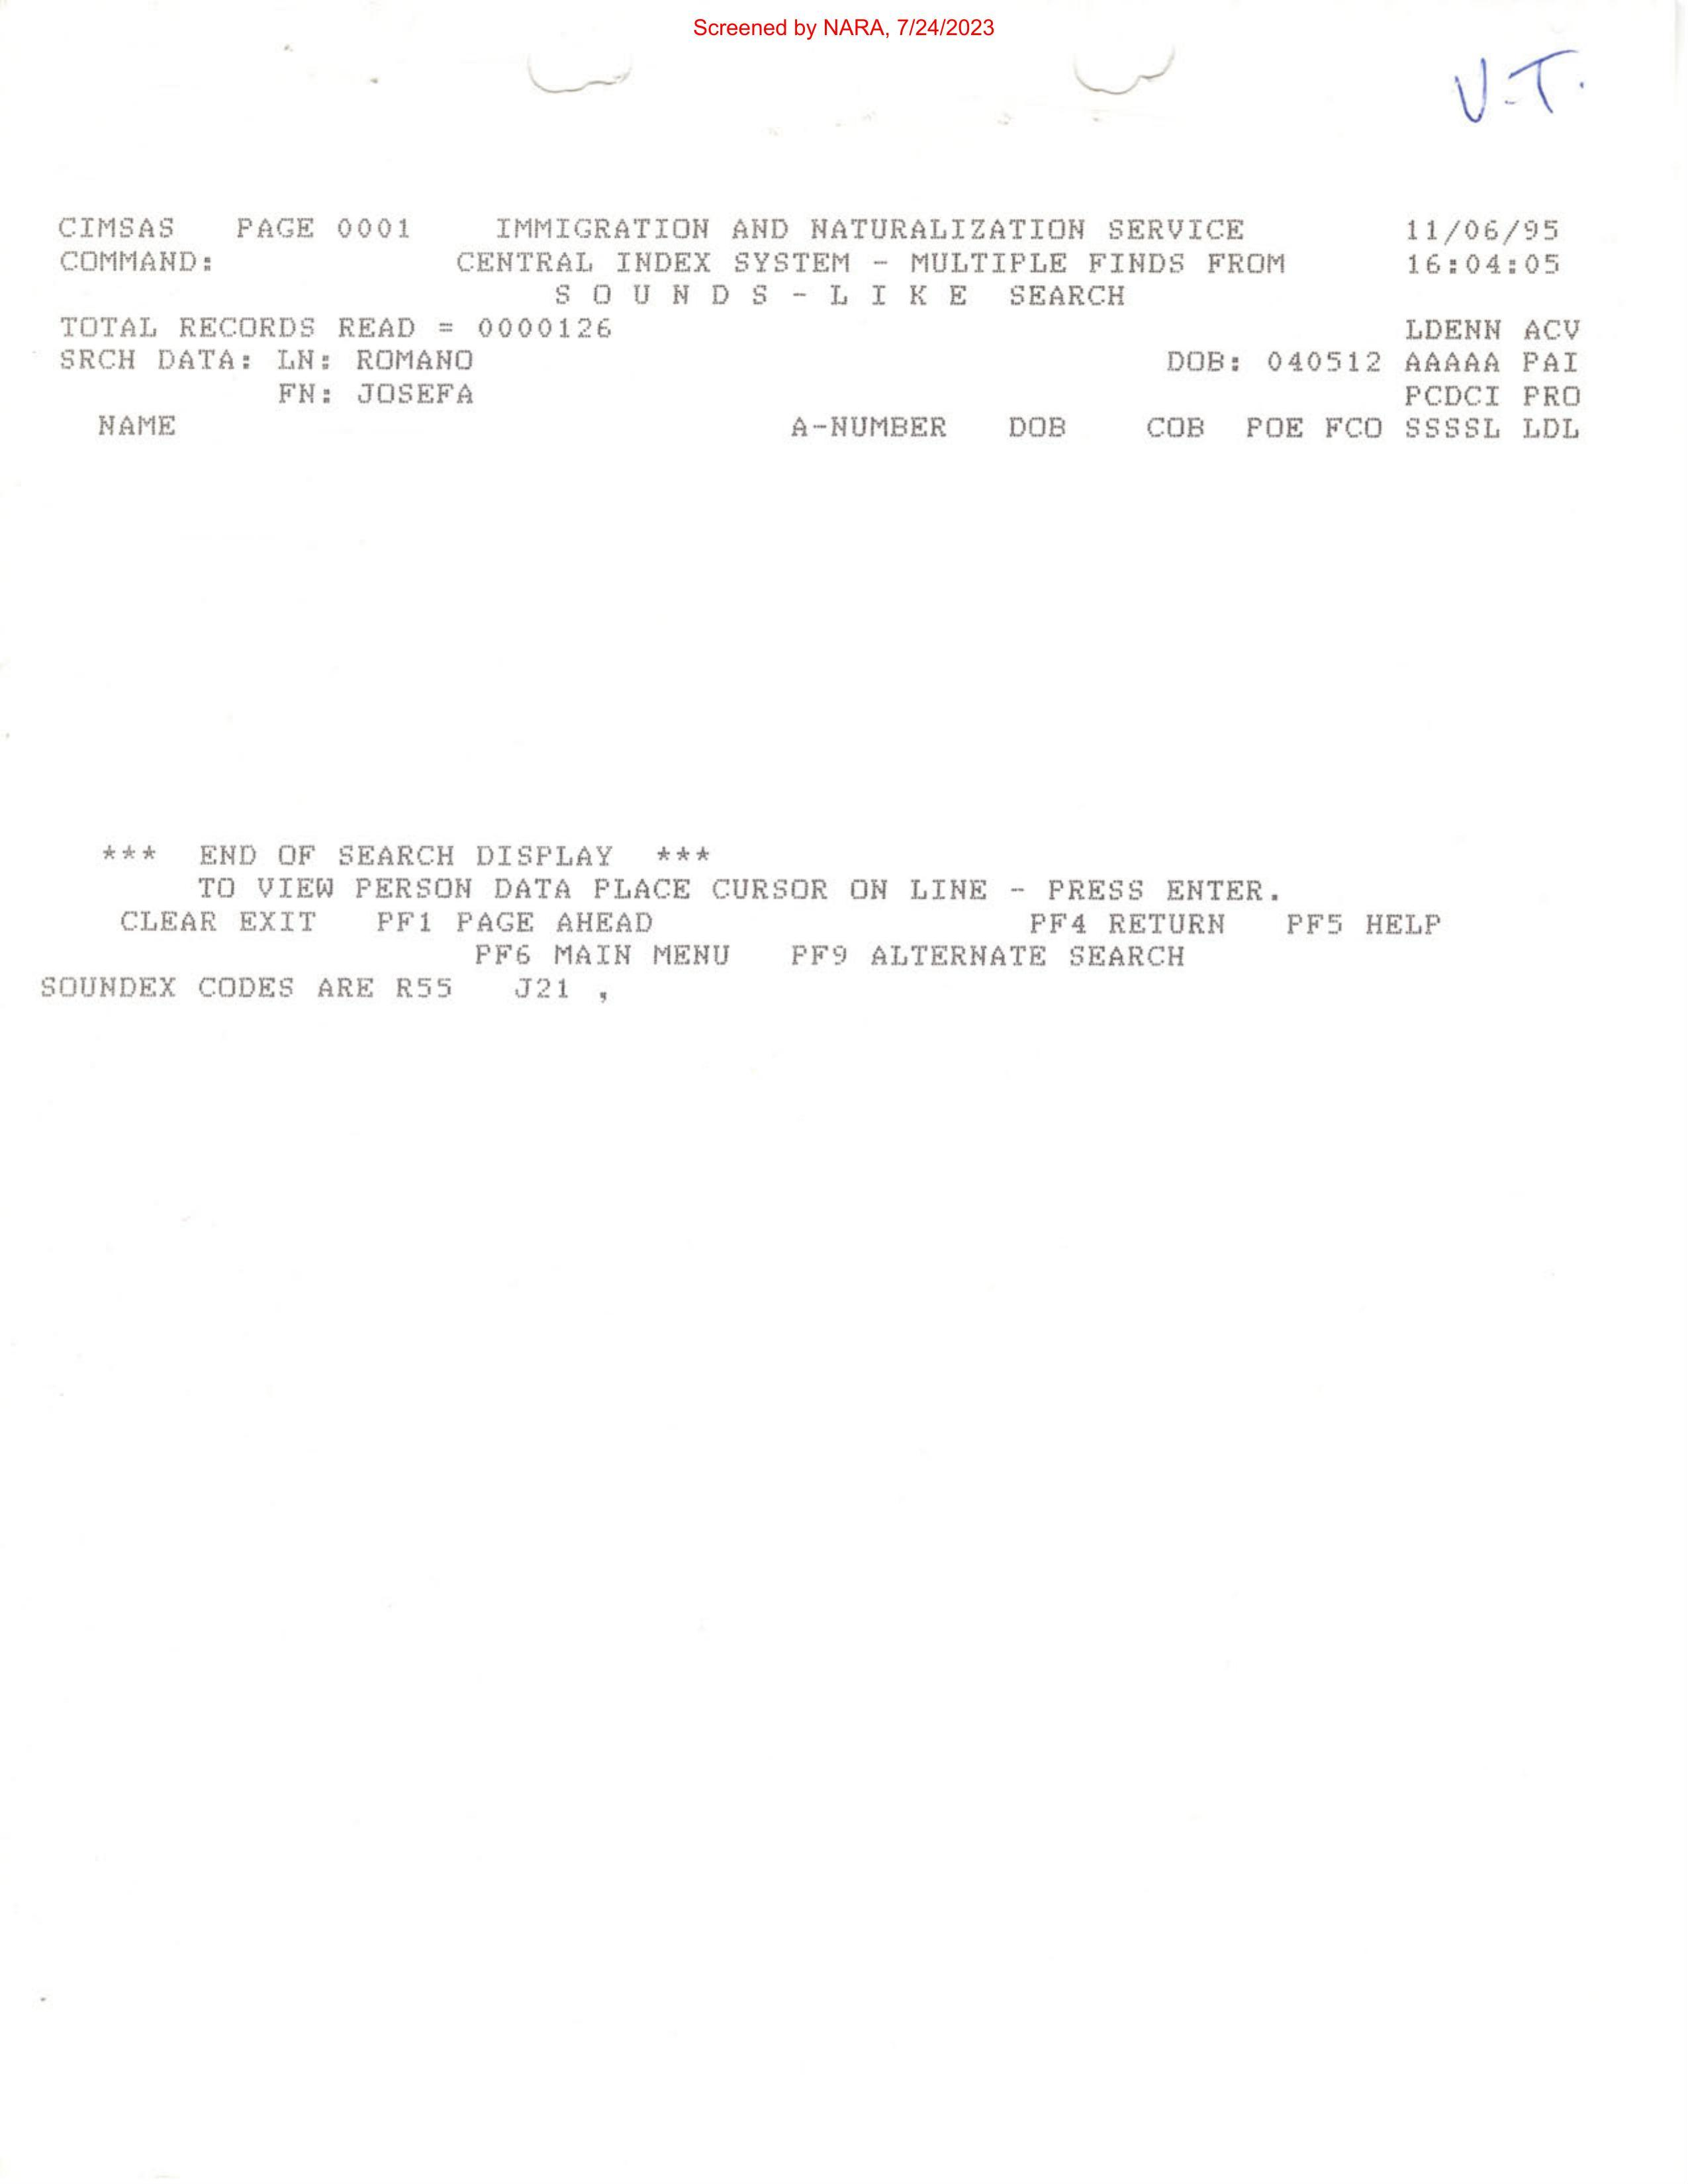 Screened by NARA, 7/24/2023
V.T.
CIMSAS PAGE 0001 IMMIGRATION AND NATURALIZATION SERVICE 11/06/95
COMMAND: CENTRAL INDEX SYSTEM - MULTIPLE FINDS FROM 16:04:05
S O U N D S - L I K E SEARCH
TOTAL RECORDS READ = 0000126 LDENN ACV
SRCH DATA: LN: ROMANO DOB: 040512 AAAAA PAI
FN: JOSEFA PCDCI PRO
NAME A-NUMBER DOB COB POE FCO SSSSL LDL
*** END OF SEARCH DISPLAY ***
TO VIEW PERSON DATA PLACE CURSOR ON LINE - PRESS ENTER.
CLEAR EXIT PF1 PAGE AHEAD PF4 RETURN PF5 HELP
PF6 MAIN MENU PF9 ALTERNATE SEARCH
SOUNDEX CODES ARE R55 J21 ,